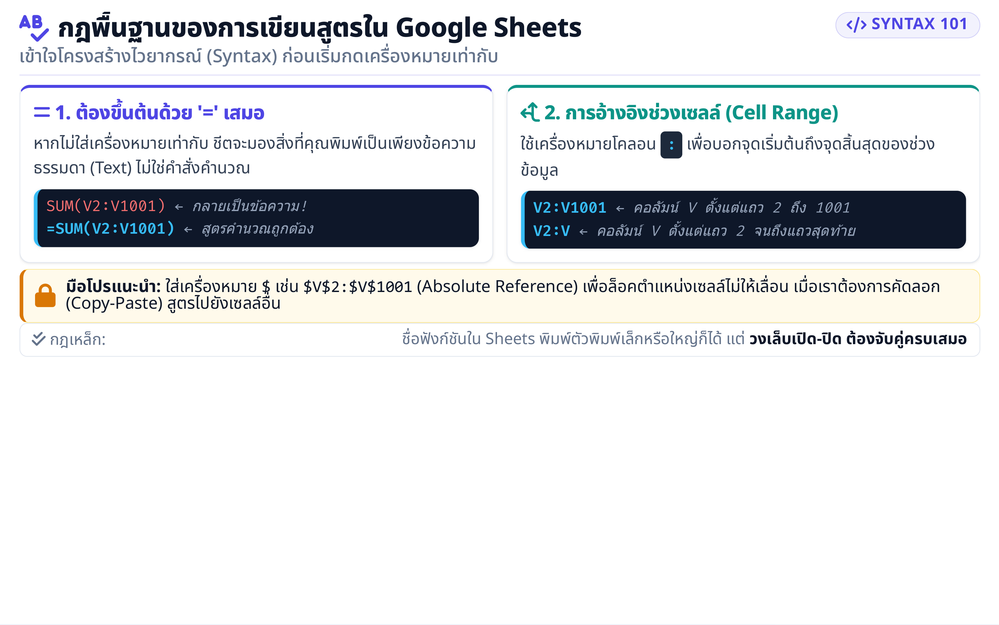 กฎพื้นฐานของการเขียนสูตรใน Google Sheets
</> SYNTAX 101
เข้าใจโครงสร้างไวยากรณ์ (Syntax) ก่อนเริ่มกดเครื่องหมายเท่ากับ
1. ต้องขึ้นต้นด้วย '=' เสมอ
หากไม่ใส่เครื่องหมายเท่ากับ ชีตจะมองสิ่งที่คุณพิมพ์เป็นเพียงข้อความ
ธรรมดา (Text) ไม่ใช่คำสั่งคำนวณ
SUM(V2:V1001) ← กลายเป็นข้อความ!
=SUM(V2:V1001) ← สูตรคำนวณถูกต้อง
2. การอ้างอิงช่วงเซลล์ (Cell Range)
ใช้เครื่องหมายโคลอน : เพื่อบอกจุดเริ่มต้นถึงจุดสิ้นสุดของช่วง
ข้อมูล
V2:V1001 ← คอลัมน์ V ตั้งแต่แถว 2 ถึง 1001
V2:V ← คอลัมน์ V ตั้งแต่แถว 2 จนถึงแถวสุดท้าย
มือโปรแนะนำ: ใส่เครื่องหมาย $ เช่น $V$2:$V$1001 (Absolute Reference) เพื่อล็อคตำแหน่งเซลล์ไม่ให้เลื่อน เมื่อเราต้องการคัดลอก
(Copy-Paste) สูตรไปยังเซลล์อื่น
กฎเหล็ก: ชื่อฟังก์ชันใน Sheets พิมพ์ตัวพิมพ์เล็กหรือใหญ่ก็ได้ แต่ วงเล็บเปิด-ปิด ต้องจับคู่ครบเสมอ